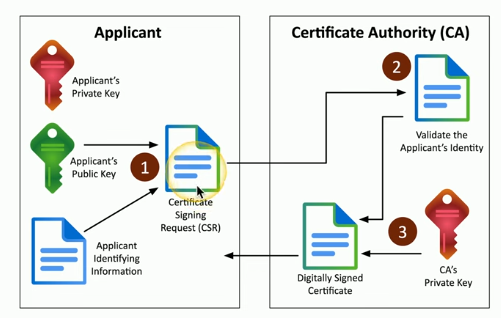 Applicant
Applicant's
Private Key
Applicant's
Public Key
1
Certificate
Signing
Request (CSR)
Applicant
Identifying
Information
Certificate Authority (CA)
2
Validate the
Applicant's Identity
3
Digitally Signed
Certificate
CA's
Private Key